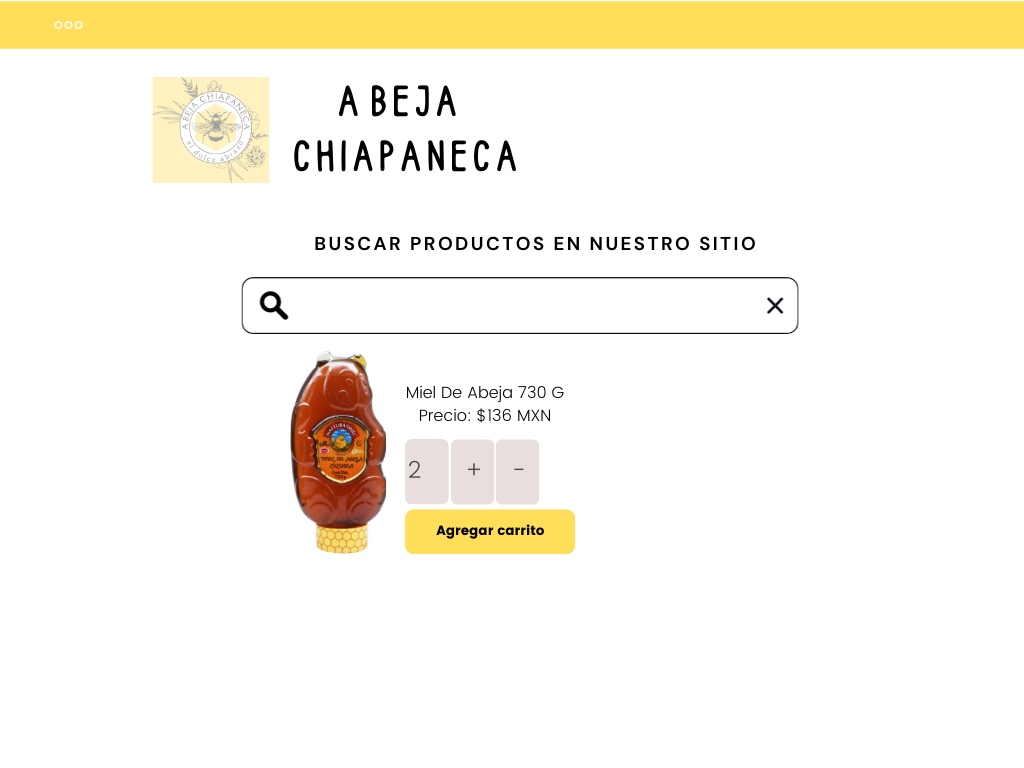 ABEJA CHIAPANECA
el dulce abrazo
A BEJA
CHIAPANECA
BUSCAR PRODUCTOS EN NUESTRO SITIO
Miel De Abeja 730 G
Precio: $136 MXN
2 + -
Agregar carrito